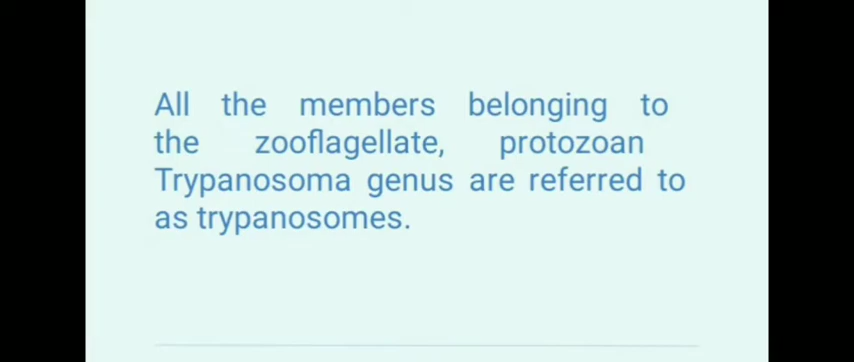 All the members belonging to
the zooflagellate, protozoan
Trypanosoma genus are referred to
as trypanosomes.